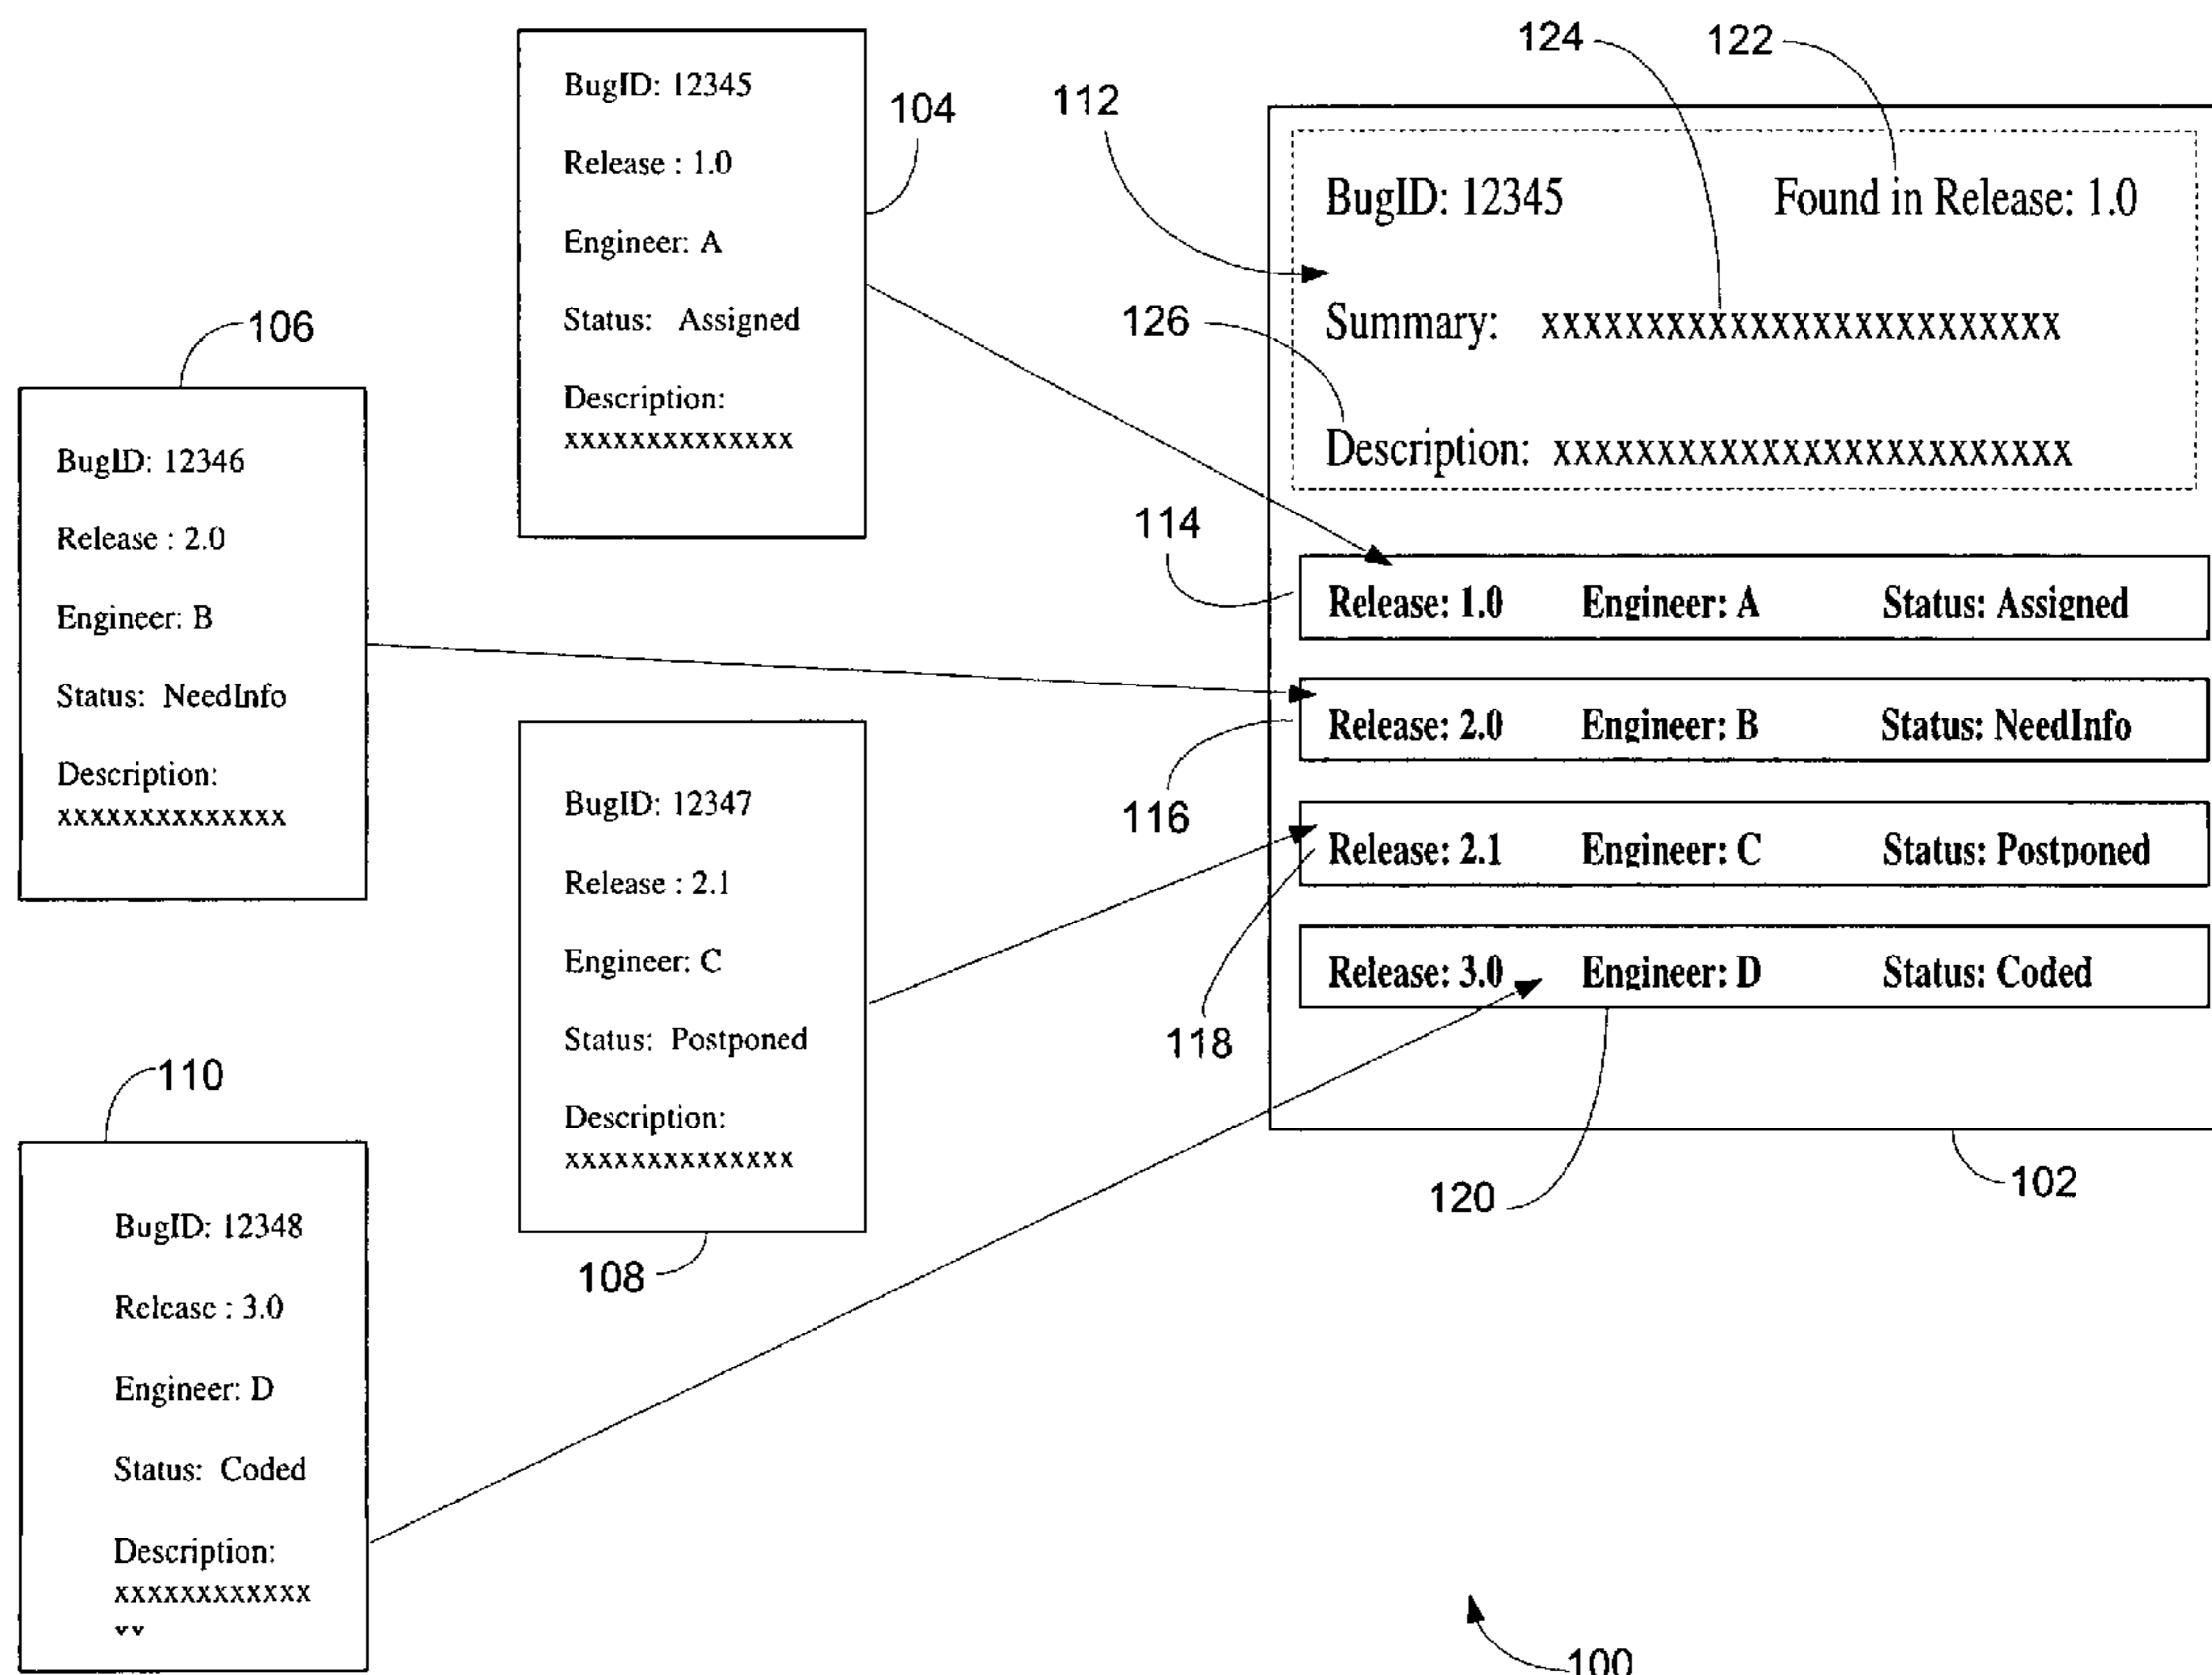 BugID: 12345
Release : 1.0
Engineer: A
Status: Assigned
Description:
xxxxxxxxxxxxxx
104
106
BugID: 12346
Release : 2.0
Engineer: B
Status: NeedInfo
Description:
xxxxxxxxxxxxxx
BugID: 12347
Release : 2.1
Engineer: C
Status: Postponed
Description:
xxxxxxxxxxxxxx
108
110
BugID: 12348
Release : 3.0
Engineer: D
Status: Coded
Description:
xxxxxxxxxxxx
124 122
112
BugID: 12345 Found in Release: 1.0
126
Summary: xxxxxxxxxxxxxxxxxxxxxxxxx
Description: xxxxxxxxxxxxxxxxxxxxxxxxx
114
Release: 1.0 Engineer: A Status: Assigned
Release: 2.0 Engineer: B Status: NeedInfo
116
Release: 2.1 Engineer: C Status: Postponed
118
Release: 3.0 Engineer: D Status: Coded
120
102
100